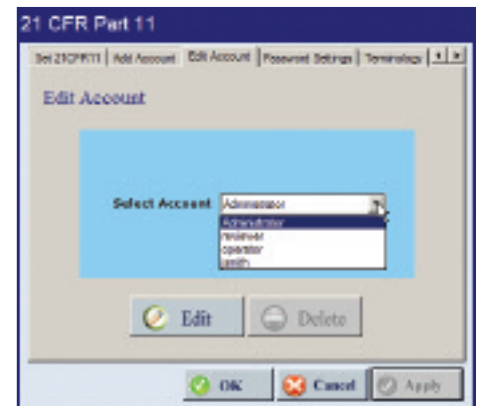 21 CFR Part 11
Set 21CFR11 Add Account Edit Account Password Settings Terminology
Edit Account
Select Account Administrator
Administrator
reviewer
operator
smith
Edit Delete
OK Cancel Apply